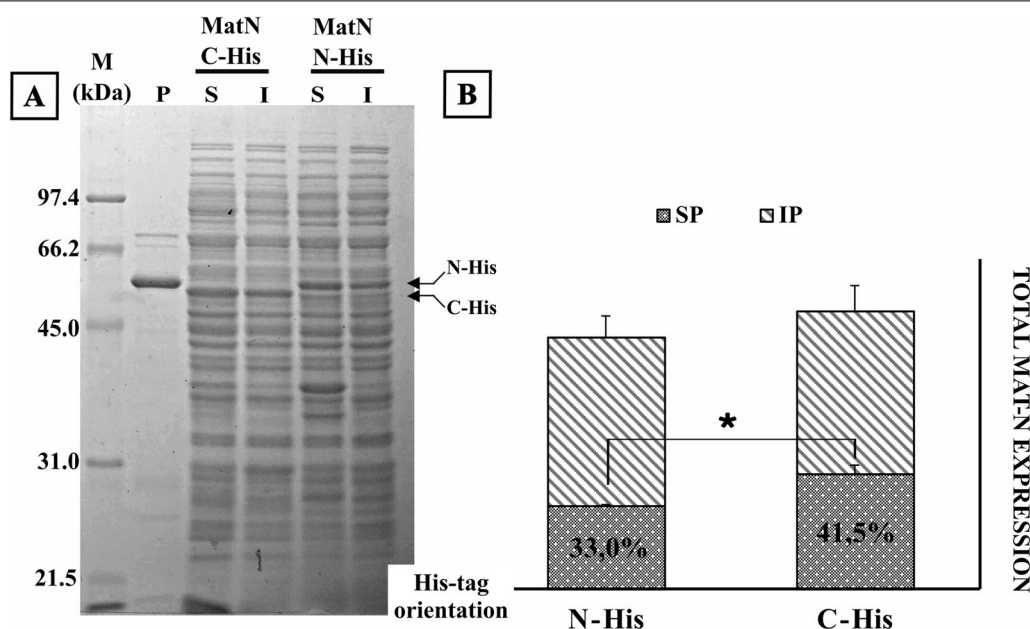 A
M
(kDa)
P
MatN
C-His
S I
MatN
N-His
S I
97.4
66.2
45.0
31.0
21.5
N-His
C-His
B
SP IP
*
33,0%
41,5%
TOTAL MAT-N EXPRESSION
His-tag
orientation
N-His C-His